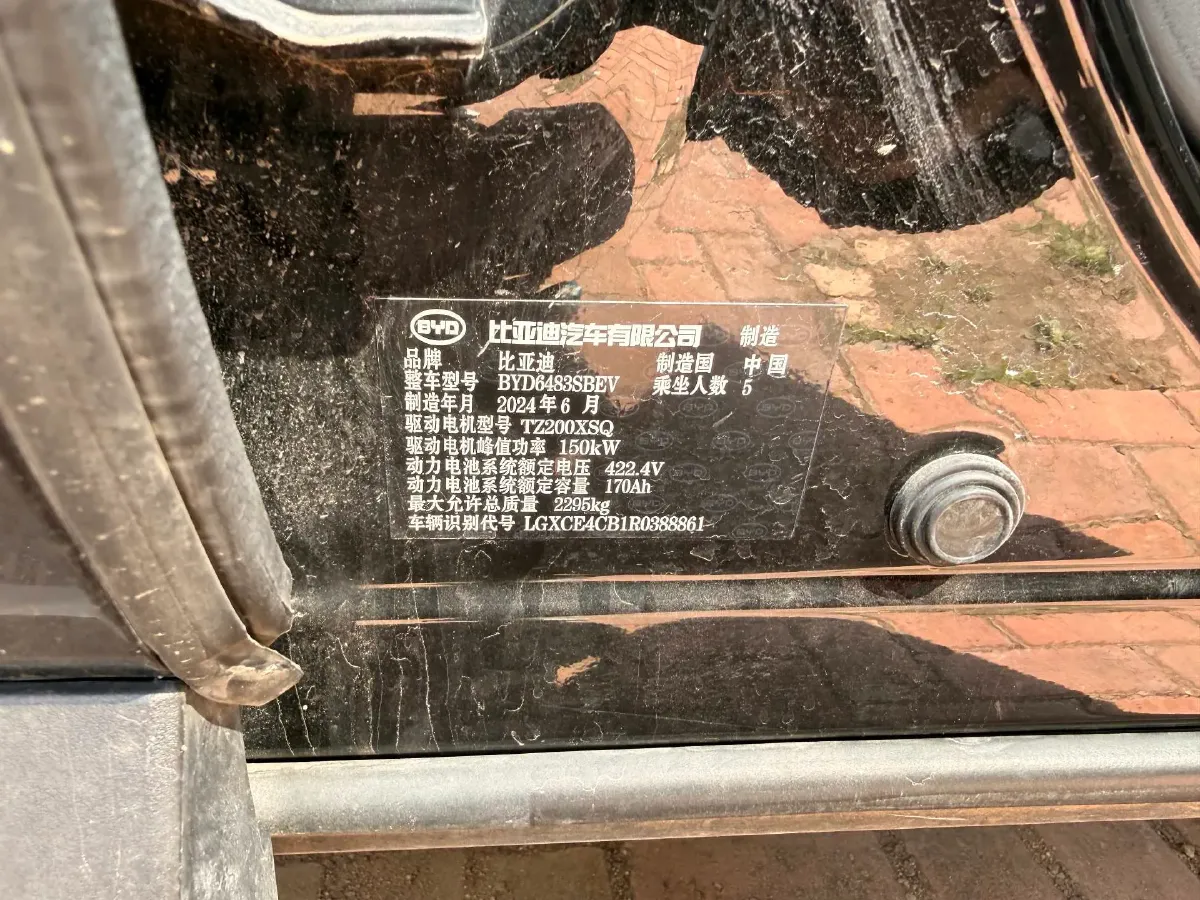 BYD 比亚迪汽车有限公司 制造
品牌 比亚迪 制造国 中国
整车型号 BYD6483SBEV 乘坐人数 5
制造年月 2024年6月
驱动电机型号 TZ200XSQ
驱动电机峰值功率 150kW
动力电池系统额定电压 422.4V
动力电池系统额定容量 170Ah
最大允许总质量 2295kg
车辆识别代号 LGXCE4CB1R0388861